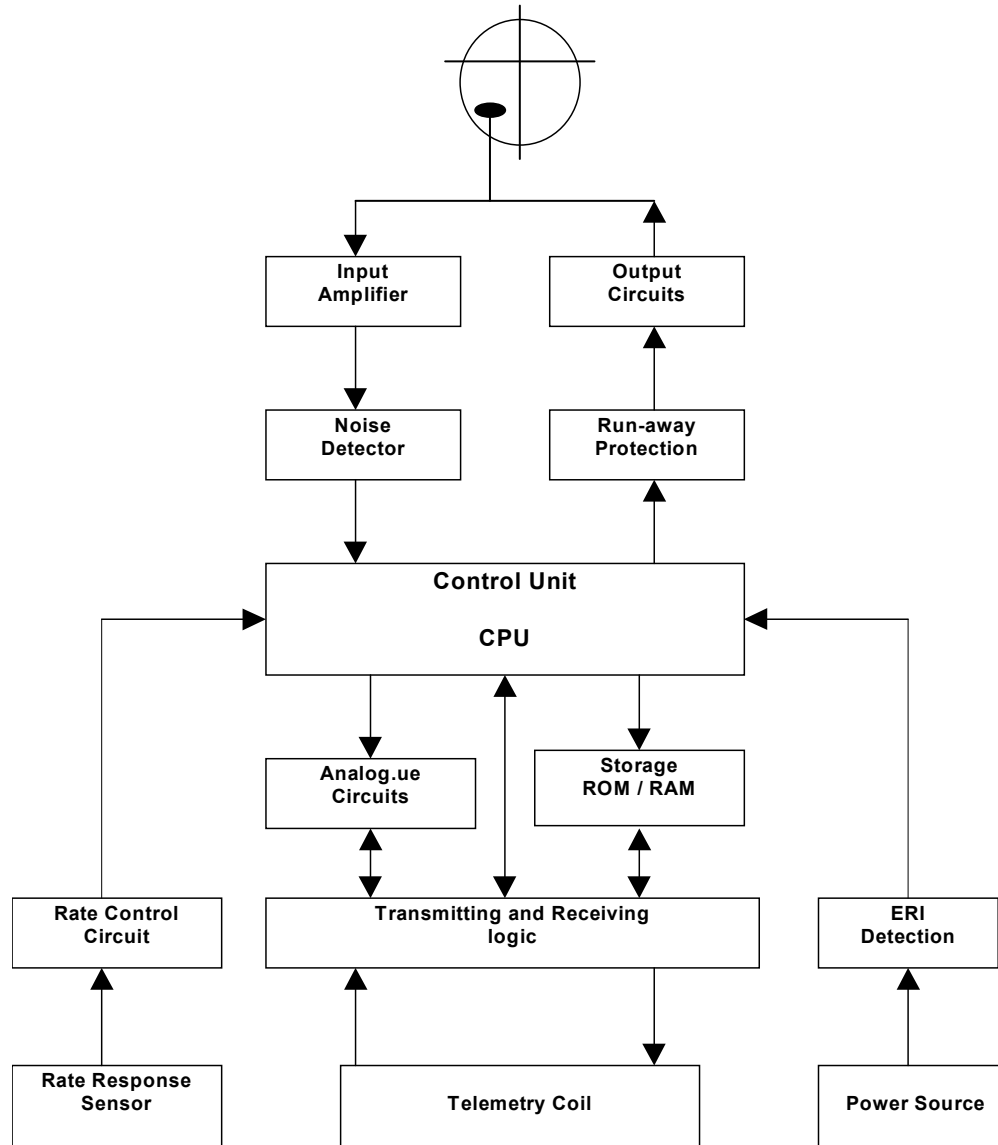 Input
Amplifier
Output
Circuits
Noise
Detector
Run-away
Protection
Control Unit
CPU
Analog.ue
Circuits
Storage
ROM / RAM
Rate Control
Circuit
Transmitting and Receiving
logic
ERI
Detection
Rate Response
Sensor
Telemetry Coil
Power Source